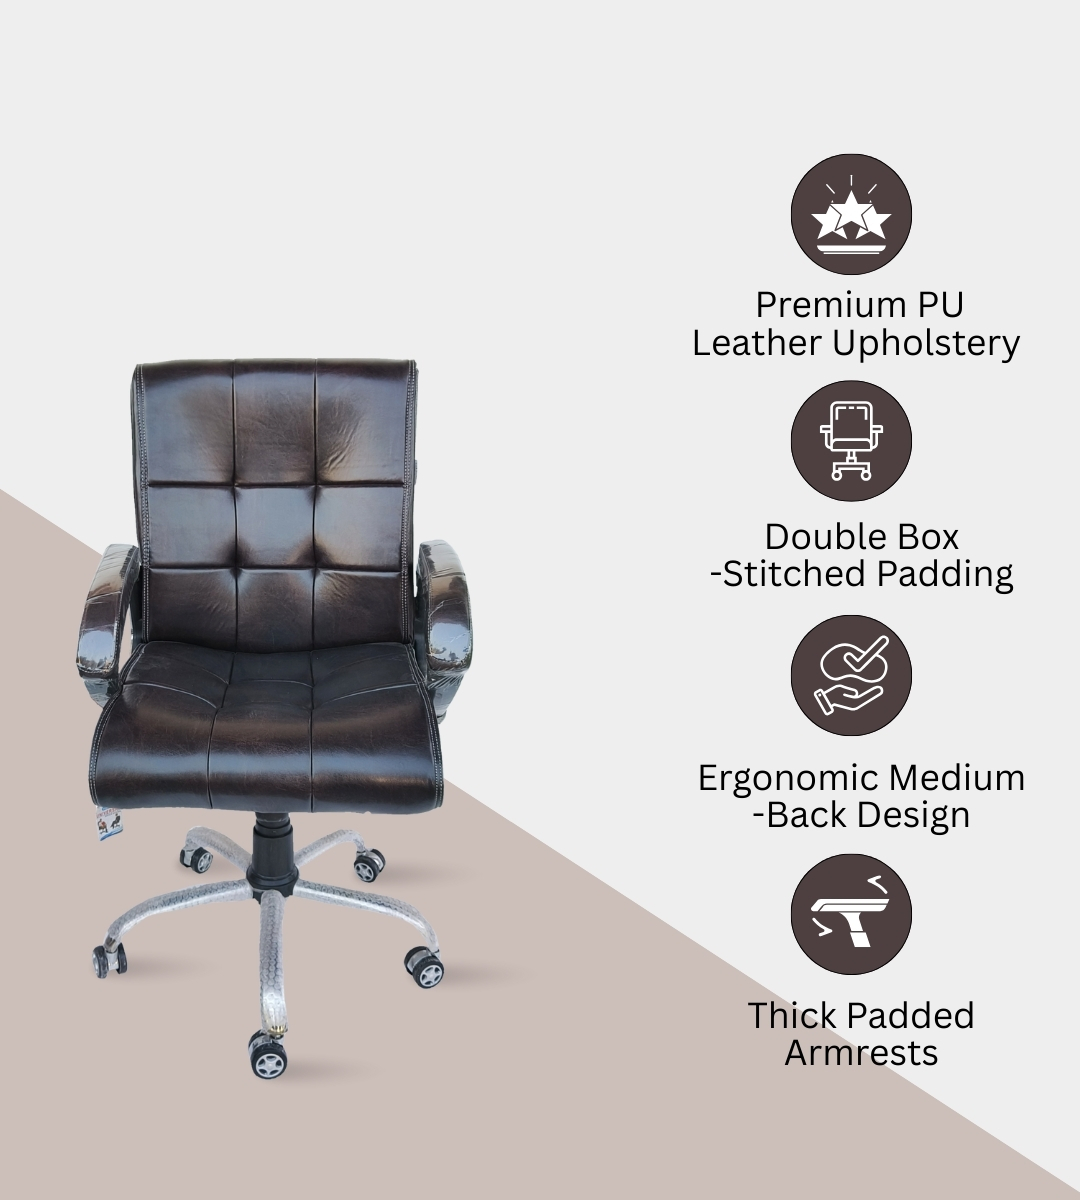 Premium PU
Leather Upholstery
Double Box
-Stitched Padding
Ergonomic Medium
-Back Design
Thick Padded
Armrests